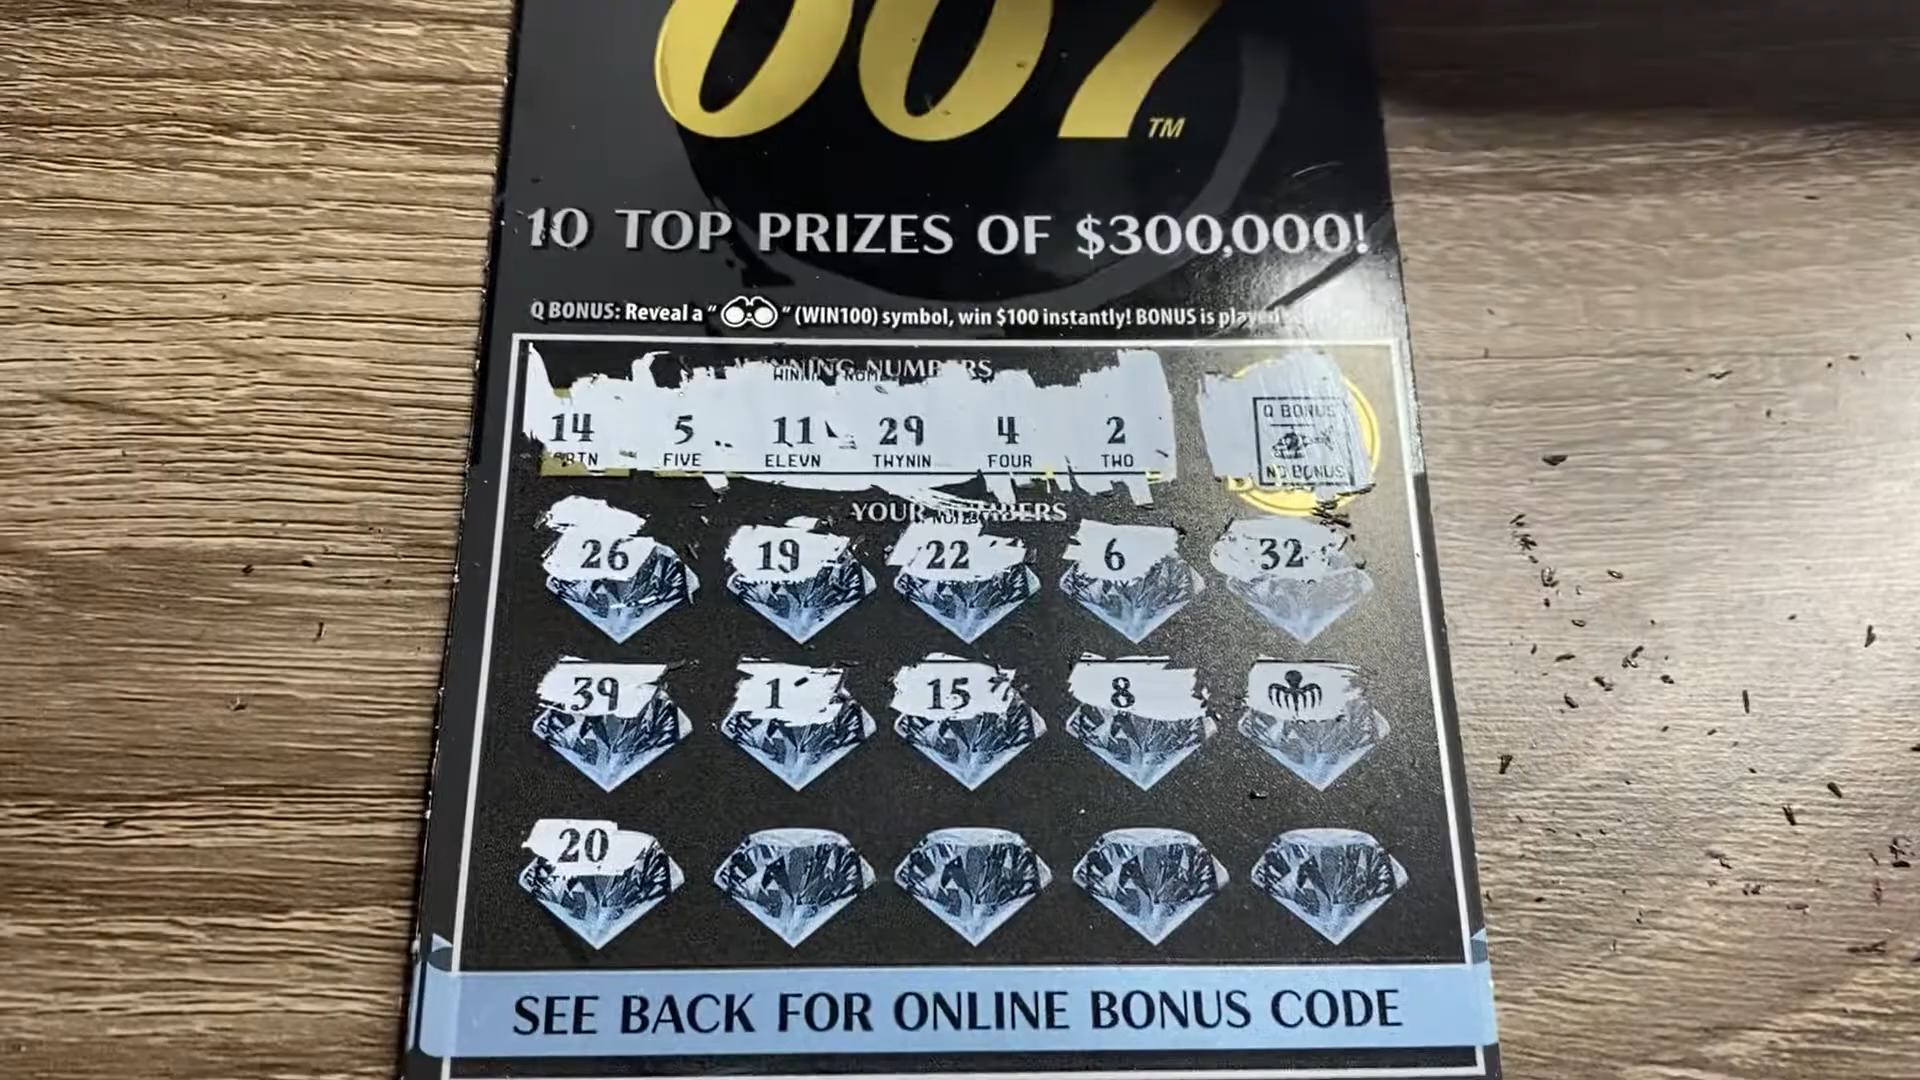 007 TM
10 TOP PRIZES OF $300,000!
Q BONUS: Reveal a " " (WIN100) symbol, win $100 instantly! BONUS is played
WINNING NUMBERS
14 5 11 29 4 2
FIVE ELEVN TWYNIN FOUR TWO
Q BONUS
NO BONUS
YOUR NUMBERS
26 19 22 6 32
39 1 15 8
20
SEE BACK FOR ONLINE BONUS CODE